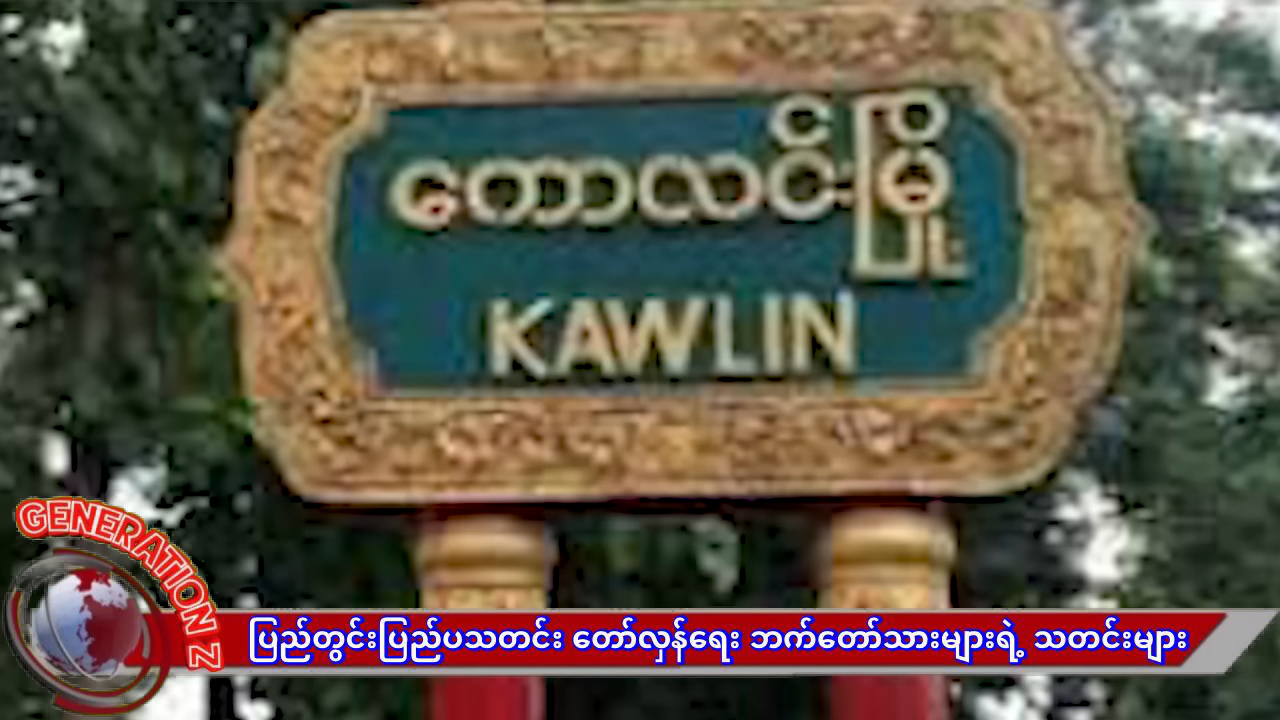 ကောလင်းမြို့
KAWLIN
GENERATION Z
ပြည်တွင်းပြည်ပသတင်း တော်လှန်ရေး ဘက်တော်သားများရဲ့ သတင်းများ